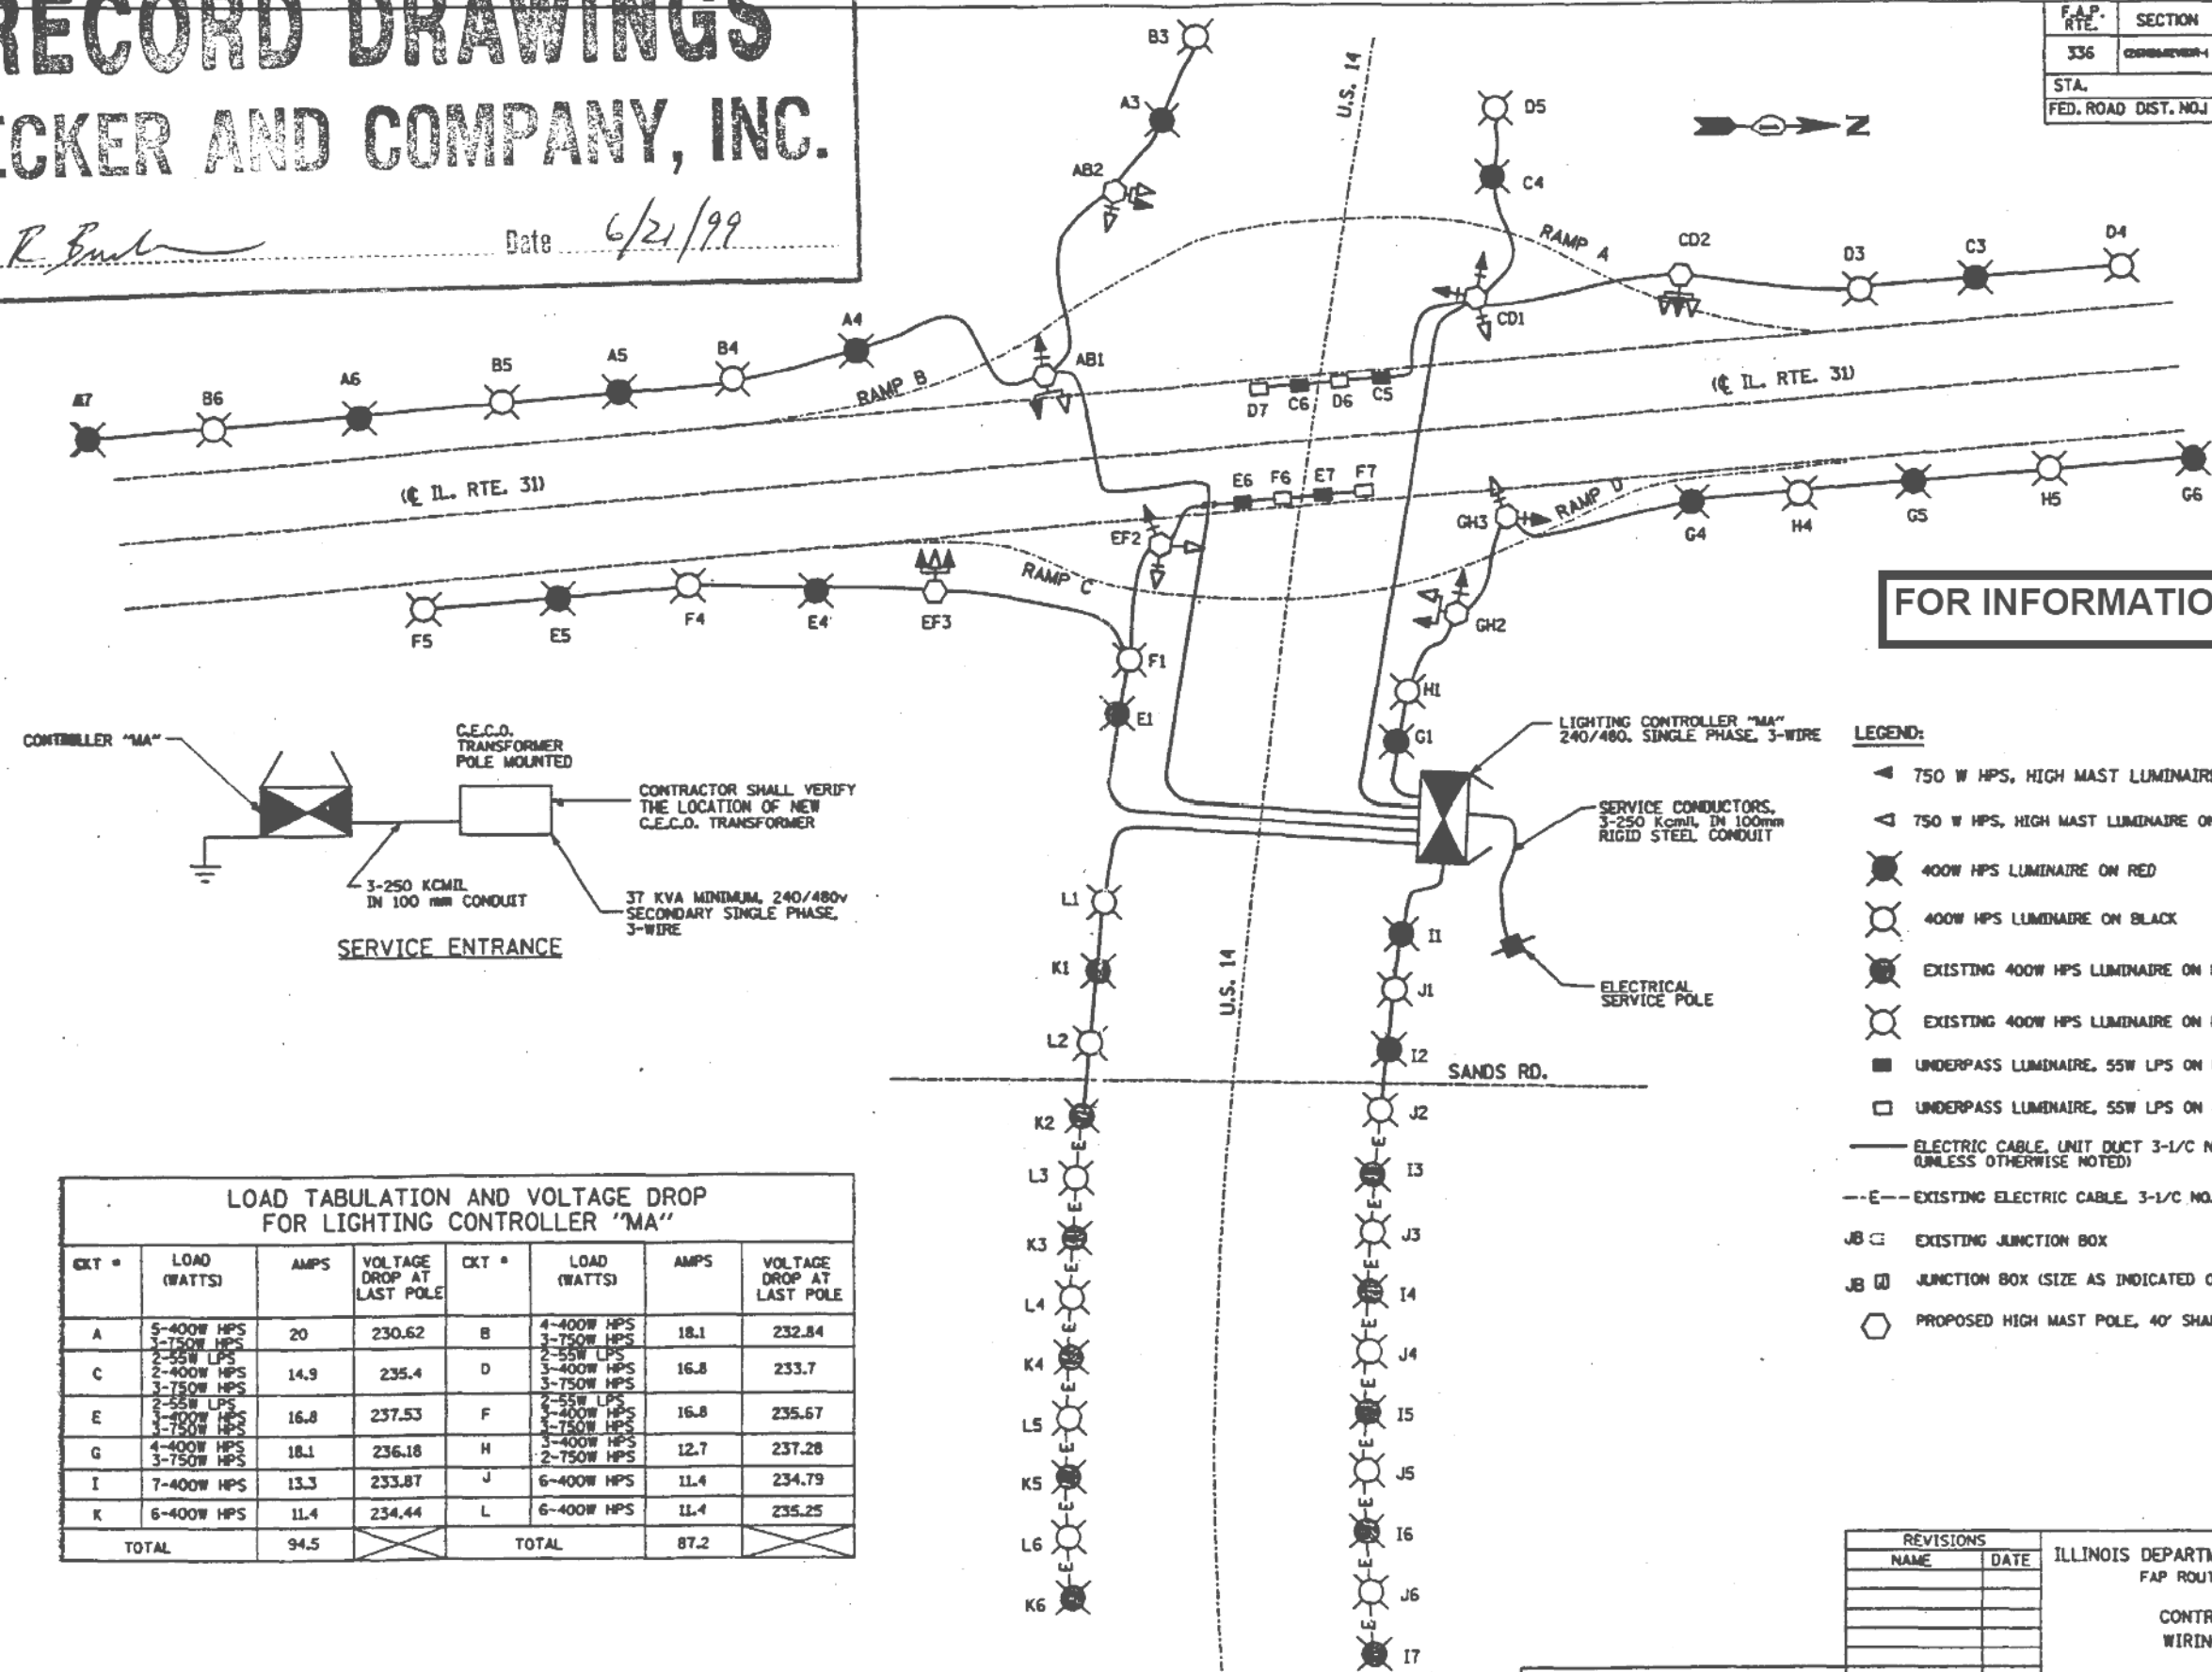 RECORD DRAWINGS
ECKER AND COMPANY, INC.
Date 6/21/99
F.A.P. RTE.
SECTION
336
STA.
FED. ROAD DIST. NO.1
N
U.S. 14
B3
A3
AB2
D5
C4
RAMP A
CD2
D3
C3
D4
CD1
A7
B6
A6
B5
A5
B4
A4
RAMP B
AB1
D7
C6
D6
C5
(℄ IL. RTE. 31)
(℄ IL. RTE. 31)
E6
F6
E7
F7
EF2
GH3
RAMP D
G4
H4
G5
H5
G6
RAMP C
F5
E5
F4
E4
EF3
GH2
F1
E1
H1
G1
FOR INFORMATIO
CONTROLLER "MA"
C.E.C.O.
TRANSFORMER
POLE MOUNTED
CONTRACTOR SHALL VERIFY
THE LOCATION OF NEW
C.E.C.O. TRANSFORMER
3-250 KCMIL
IN 100 mm CONDUIT
37 KVA MINIMUM, 240/480v
SECONDARY SINGLE PHASE,
3-WIRE
SERVICE ENTRANCE
LIGHTING CONTROLLER "MA"
240/480. SINGLE PHASE, 3-WIRE
SERVICE CONDUCTORS,
3-250 Kcmil, IN 100mm
RIGID STEEL CONDUIT
ELECTRICAL
SERVICE POLE
LEGEND:
750 W HPS, HIGH MAST LUMINAIRE
750 W HPS, HIGH MAST LUMINAIRE ON
400W HPS LUMINAIRE ON RED
400W HPS LUMINAIRE ON BLACK
EXISTING 400W HPS LUMINAIRE ON
EXISTING 400W HPS LUMINAIRE ON
UNDERPASS LUMINAIRE, 55W LPS ON
UNDERPASS LUMINAIRE, 55W LPS ON
ELECTRIC CABLE, UNIT DUCT 3-1/C N
(UNLESS OTHERWISE NOTED)
--E-- EXISTING ELECTRIC CABLE, 3-1/C NO.
JB EXISTING JUNCTION BOX
JB JUNCTION BOX (SIZE AS INDICATED O
PROPOSED HIGH MAST POLE, 40' SHA
L1
K1
L2
I1
J1
I2
U.S. 14
SANDS RD.
K2
L3
K3
L4
K4
L5
K5
L6
K6
E
E
E
E
E
E
E
E
J2
I3
J3
I4
J4
I5
J5
I6
J6
I7
E
E
E
E
E
E
E
E
E
LOAD TABULATION AND VOLTAGE DROP
FOR LIGHTING CONTROLLER "MA"
CKT # LOAD (WATTS) AMPS VOLTAGE DROP AT LAST POLE CKT # LOAD (WATTS) AMPS VOLTAGE DROP AT LAST POLE
A 5-400W HPS 3-750W HPS 20 230.62 B 4-400W HPS 3-750W HPS 18.1 232.84
C 2-55W LPS 2-400W HPS 3-750W HPS 14.9 235.4 D 2-55W LPS 3-400W HPS 3-750W HPS 16.8 233.7
E 2-55W LPS 3-400W HPS 3-750W HPS 16.8 237.53 F 2-55W LPS 3-400W HPS 3-750W HPS 16.8 235.67
G 4-400W HPS 3-750W HPS 18.1 236.18 H 3-400W HPS 2-750W HPS 12.7 237.28
I 7-400W HPS 13.3 233.87 J 6-400W HPS 11.4 234.79
K 6-400W HPS 11.4 234.44 L 6-400W HPS 11.4 235.25
TOTAL 94.5 TOTAL 87.2
REVISIONS
NAME DATE
ILLINOIS DEPARTM
FAP ROUT
CONTR
WIRIN